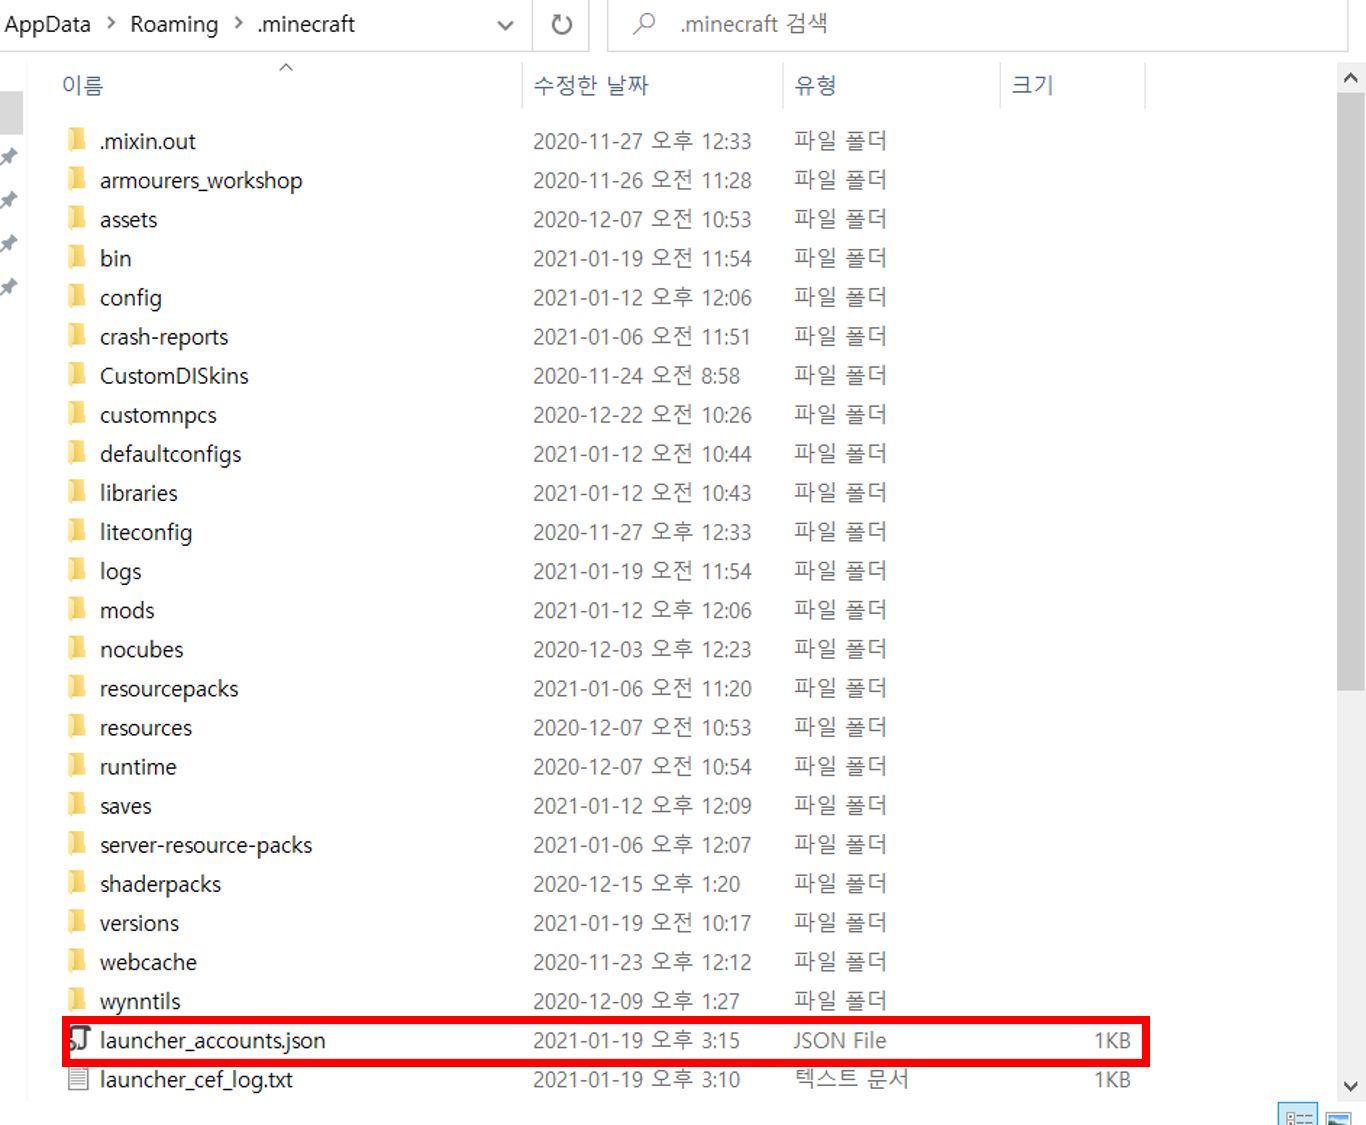 AppData > Roaming > .minecraft
.minecraft 검색
이름 수정한 날짜 유형 크기
.mixin.out 2020-11-27 오후 12:33 파일 폴더
armourers_workshop 2020-11-26 오전 11:28 파일 폴더
assets 2020-12-07 오전 10:53 파일 폴더
bin 2021-01-19 오전 11:54 파일 폴더
config 2021-01-12 오후 12:06 파일 폴더
crash-reports 2021-01-06 오전 11:51 파일 폴더
CustomDISkins 2020-11-24 오전 8:58 파일 폴더
customnpcs 2020-12-22 오전 10:26 파일 폴더
defaultconfigs 2021-01-12 오전 10:44 파일 폴더
libraries 2021-01-12 오전 10:43 파일 폴더
liteconfig 2020-11-27 오후 12:33 파일 폴더
logs 2021-01-19 오전 11:54 파일 폴더
mods 2021-01-12 오후 12:06 파일 폴더
nocubes 2020-12-03 오후 12:23 파일 폴더
resourcepacks 2021-01-06 오전 11:20 파일 폴더
resources 2020-12-07 오전 10:53 파일 폴더
runtime 2020-12-07 오전 10:54 파일 폴더
saves 2021-01-12 오후 12:09 파일 폴더
server-resource-packs 2021-01-06 오후 12:07 파일 폴더
shaderpacks 2020-12-15 오후 1:20 파일 폴더
versions 2021-01-19 오전 10:17 파일 폴더
webcache 2020-11-23 오후 12:12 파일 폴더
wynntils 2020-12-09 오후 1:27 파일 폴더
launcher_accounts.json 2021-01-19 오후 3:15 JSON File 1KB
launcher_cef_log.txt 2021-01-19 오후 3:10 텍스트 문서 1KB